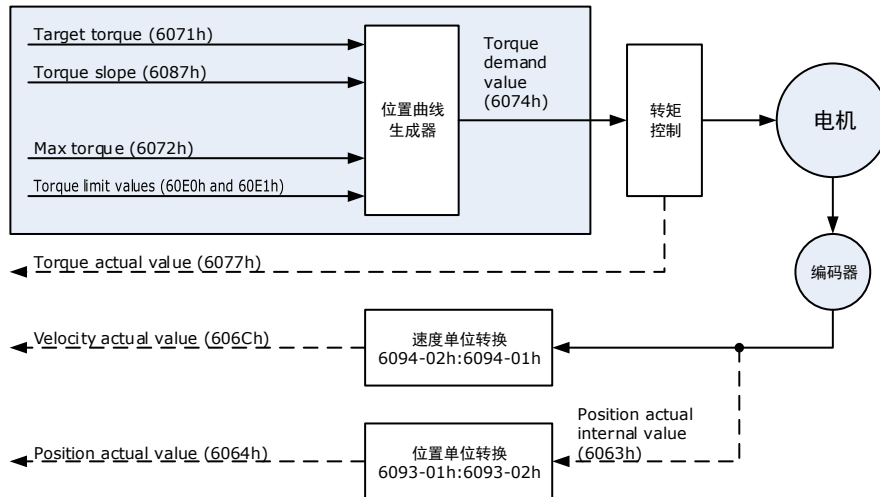 Target torque (6071h)
Torque slope (6087h)
Max torque (6072h)
Torque limit values (60E0h and 60E1h)
位置曲线
生成器
Torque
demand
value
(6074h)
转矩
控制
电机
编码器
Torque actual value (6077h)
Velocity actual value (606Ch)
速度单位转换
6094-02h:6094-01h
Position actual
internal value
(6063h)
Position actual value (6064h)
位置单位转换
6093-01h:6093-02h